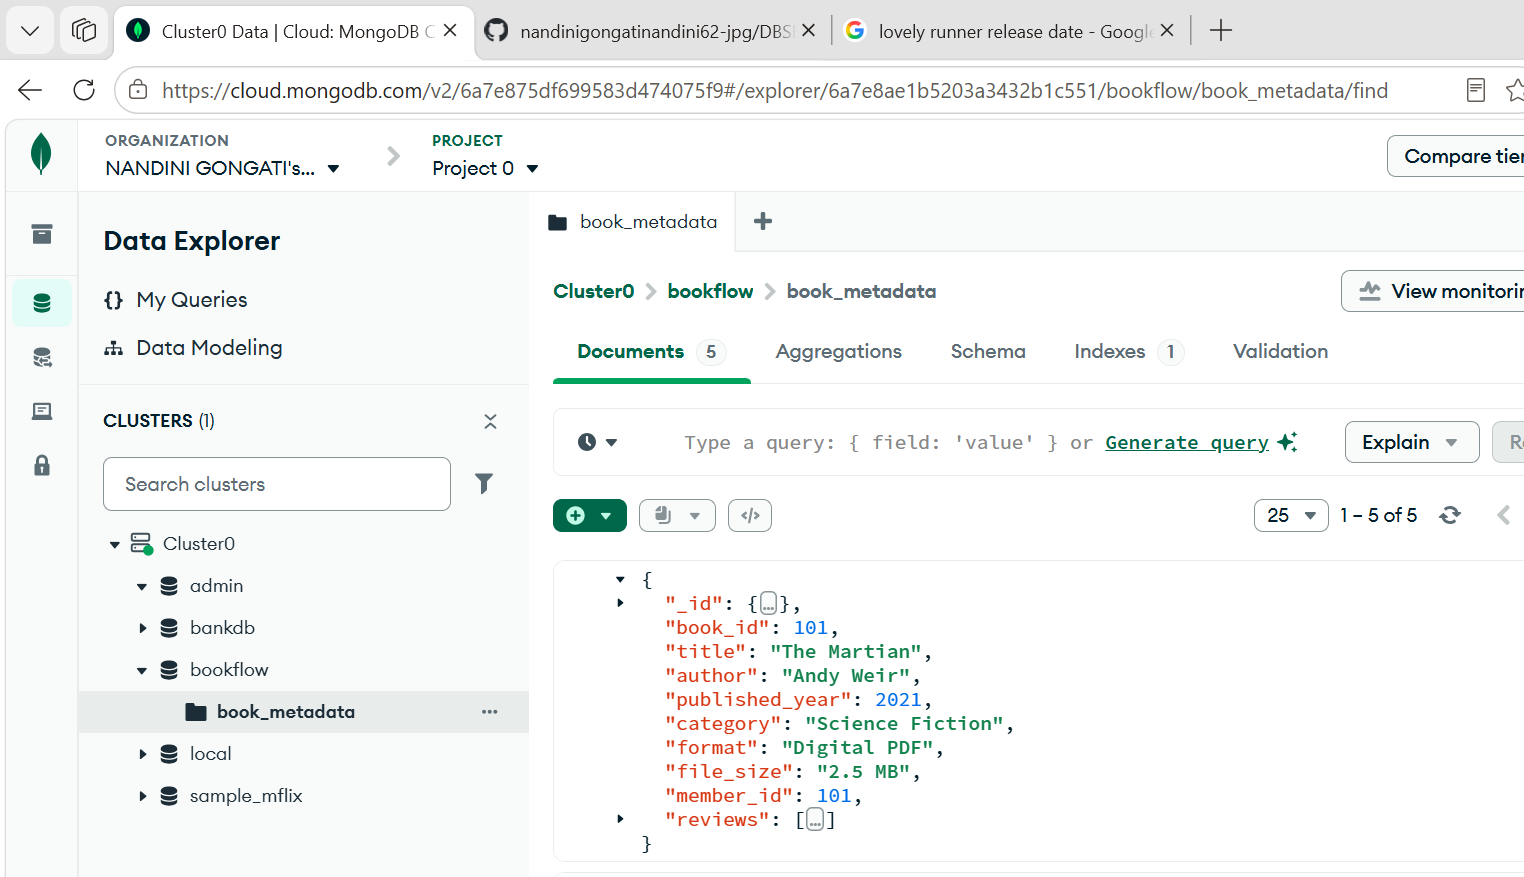 Cluster0 Data | Cloud: MongoDB C
nandinigongatinandini62-jpg/DBS
lovely runner release date - Google
https://cloud.mongodb.com/v2/6a7e875df699583d474075f9#/explorer/6a7e8ae1b5203a3432b1c551/bookflow/book_metadata/find
ORGANIZATION
NANDINI GONGATI's...
PROJECT
Project 0
Compare tier
Data Explorer
{} My Queries
Data Modeling
CLUSTERS (1)
Search clusters
Cluster0
admin
bankdb
bookflow
book_metadata
local
sample_mflix
book_metadata
Cluster0 > bookflow > book_metadata
View monitorin
Documents 5
Aggregations
Schema
Indexes 1
Validation
Type a query: { field: 'value' } or Generate query
Explain
Re
25
1 – 5 of 5
{
"_id": {…},
"book_id": 101,
"title": "The Martian",
"author": "Andy Weir",
"published_year": 2021,
"category": "Science Fiction",
"format": "Digital PDF",
"file_size": "2.5 MB",
"member_id": 101,
"reviews": […]
}